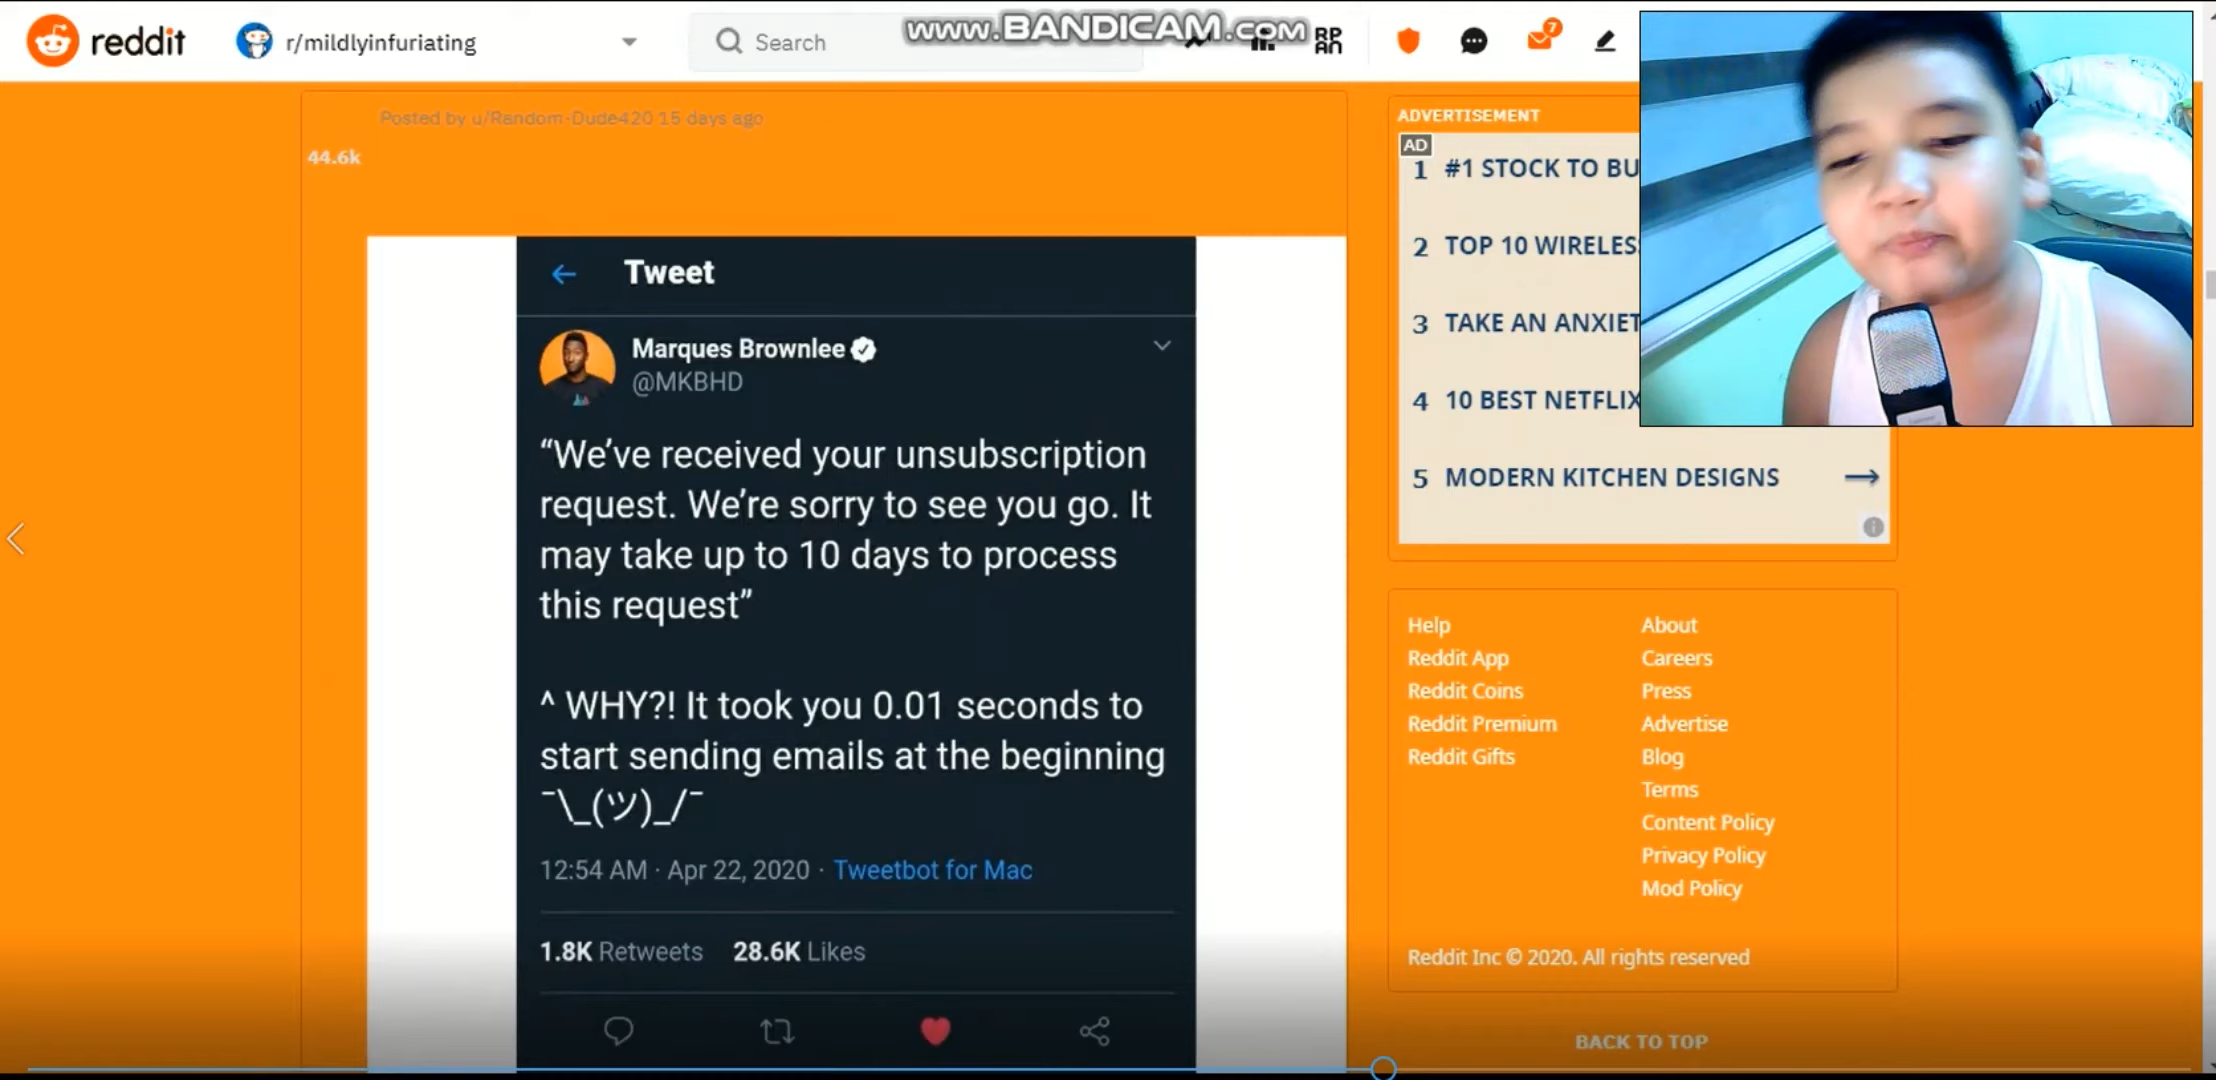 reddit
r/mildlyinfuriating
Search
www.BANDICAM.COM
RPAN
7
Posted by u/Random-Dude420 15 days ago
44.6k
Tweet
Marques Brownlee
@MKBHD
“We’ve received your unsubscription
request. We’re sorry to see you go. It
may take up to 10 days to process
this request”
^ WHY?! It took you 0.01 seconds to
start sending emails at the beginning
¯\_(ツ)_/¯
12:54 AM · Apr 22, 2020 · Tweetbot for Mac
1.8K Retweets 28.6K Likes
ADVERTISEMENT
AD
1 #1 STOCK TO BU
2 TOP 10 WIRELES
3 TAKE AN ANXIET
4 10 BEST NETFLIX
5 MODERN KITCHEN DESIGNS
Help
Reddit App
Reddit Coins
Reddit Premium
Reddit Gifts
About
Careers
Press
Advertise
Blog
Terms
Content Policy
Privacy Policy
Mod Policy
Reddit Inc © 2020. All rights reserved
BACK TO TOP